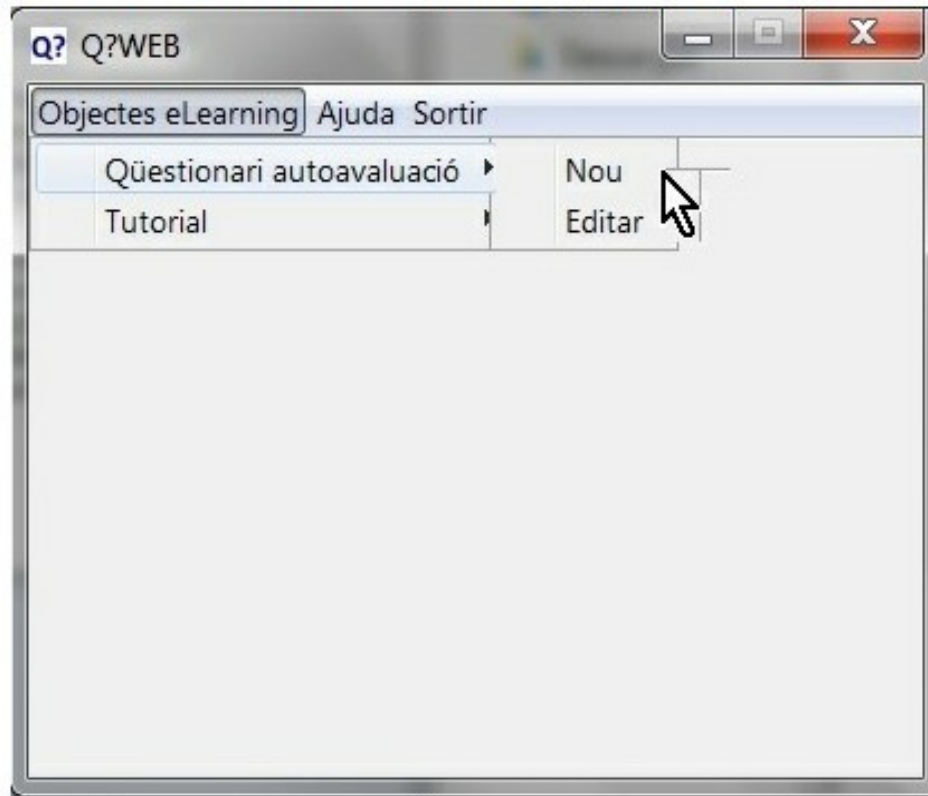 Q? Q?WEB
Objectes eLearning Ajuda Sortir
Qüestionari autoavaluació Nou
Tutorial Editar